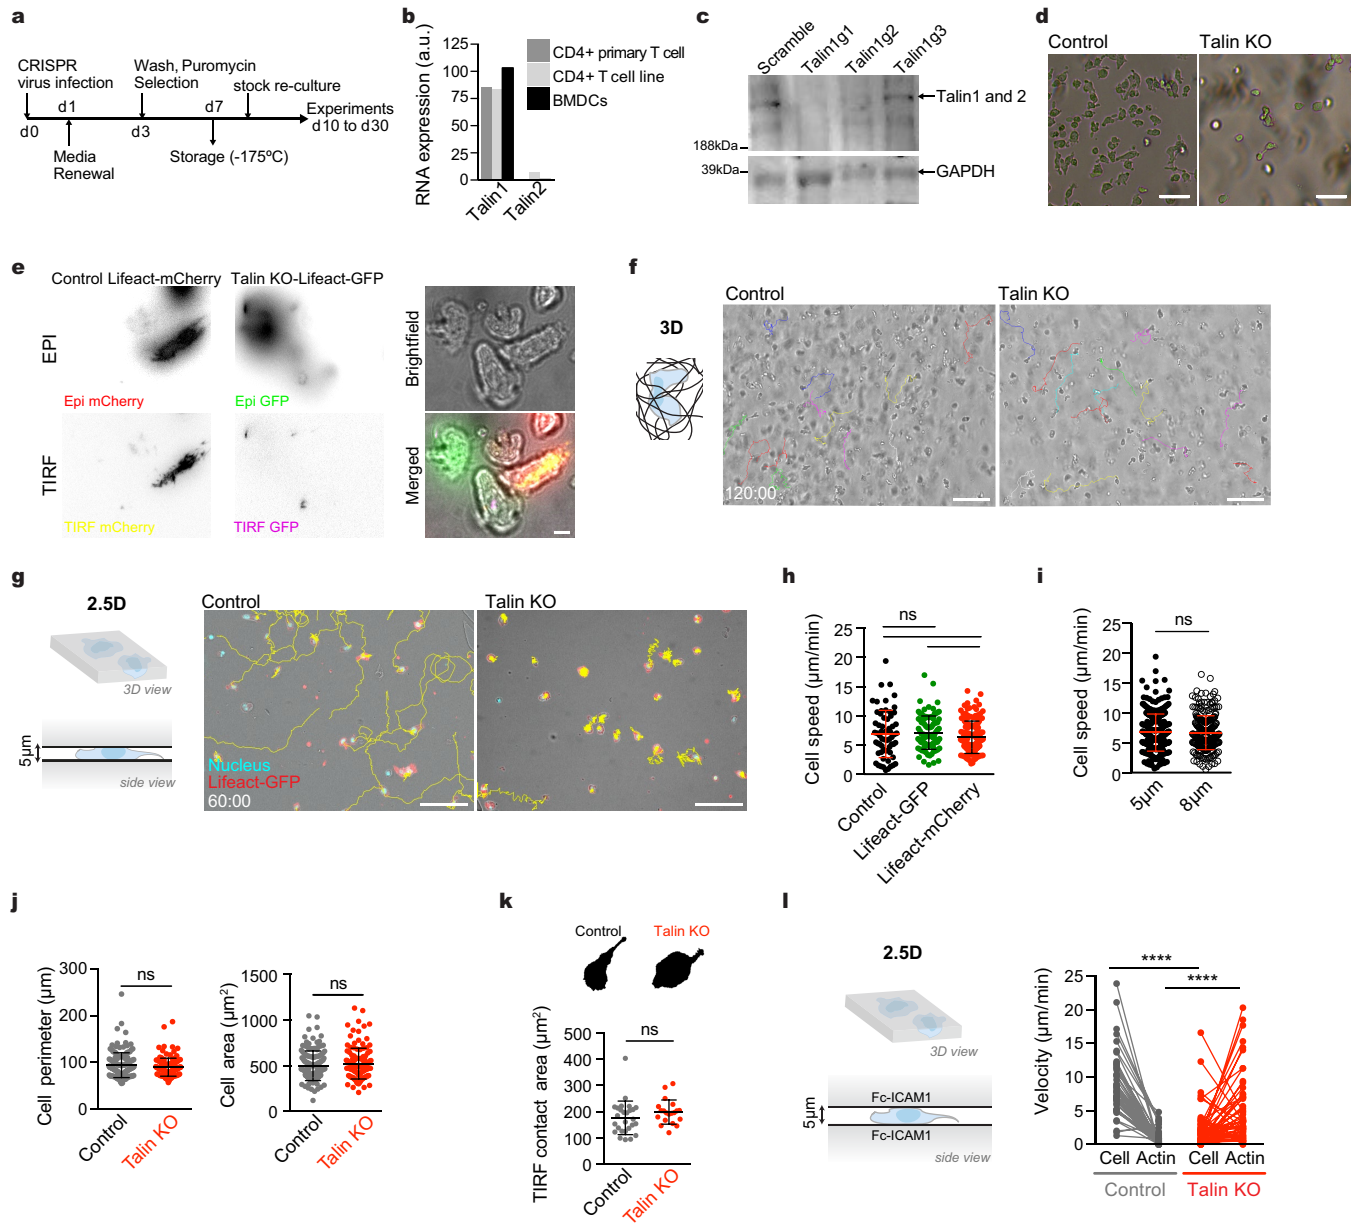 a
CRISPR
virus infection
Wash, Puromycin
Selection
d1
d7
stock re-culture
Experiments
d10 to d30
d0
d3
Media
Renewal
Storage (-175ºC)
b
RNA expression (a.u.)
125
100
75
50
25
0
CD4+ primary T cell
CD4+ T cell line
BMDCs
Talin1
Talin2
c
Scramble
Talin1g1
Talin1g2
Talin1g3
Talin1 and 2
188kDa
39kDa
GAPDH
d
Control
Talin KO
e
Control Lifeact-mCherry
Talin KO-Lifeact-GFP
EPI
Epi mCherry
Epi GFP
TIRF
TIRF mCherry
TIRF GFP
Brightfield
Merged
f
3D
Control
Talin KO
120:00
g
2.5D
3D view
5µm
side view
Control
Talin KO
Nucleus
Lifeact-GFP
60:00
h
Cell speed (µm/min)
25
20
15
10
5
0
ns
Control
Lifeact-GFP
Lifeact-mCherry
i
Cell speed (µm/min)
25
20
15
10
5
0
ns
5µm
8µm
j
Cell perimeter (µm)
300
200
100
0
ns
Control
Talin KO
Cell area (µm²)
1500
1000
500
0
ns
Control
Talin KO
k
Control
Talin KO
TIRF contact area (µm²)
500
400
300
200
100
0
ns
Control
Talin KO
l
2.5D
3D view
Fc-ICAM1
5µm
Fc-ICAM1
side view
Velocity (µm/min)
25
20
15
10
5
0
****
****
Cell Actin
Cell Actin
Control
Talin KO